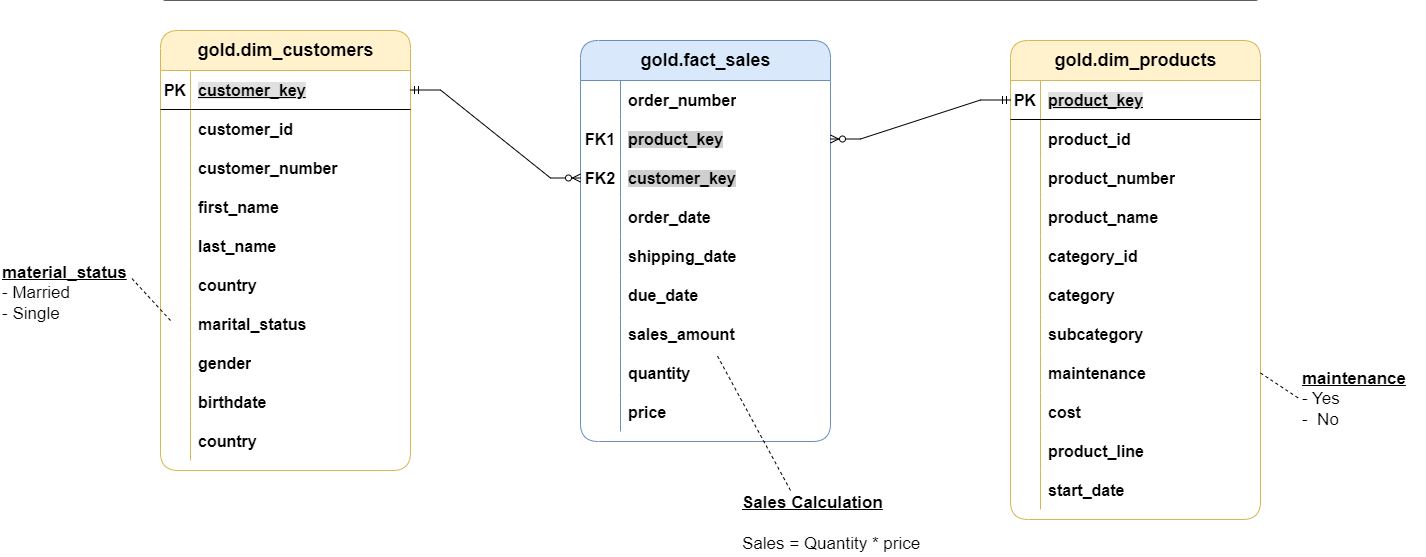 gold.dim_customers
PK customer_key
customer_id
customer_number
first_name
last_name
country
marital_status
gender
birthdate
country
material_status
- Married
- Single
gold.fact_sales
order_number
FK1 product_key
FK2 customer_key
order_date
shipping_date
due_date
sales_amount
quantity
price
Sales Calculation
Sales = Quantity * price
gold.dim_products
PK product_key
product_id
product_number
product_name
category_id
category
subcategory
maintenance
cost
product_line
start_date
maintenance
- Yes
- No